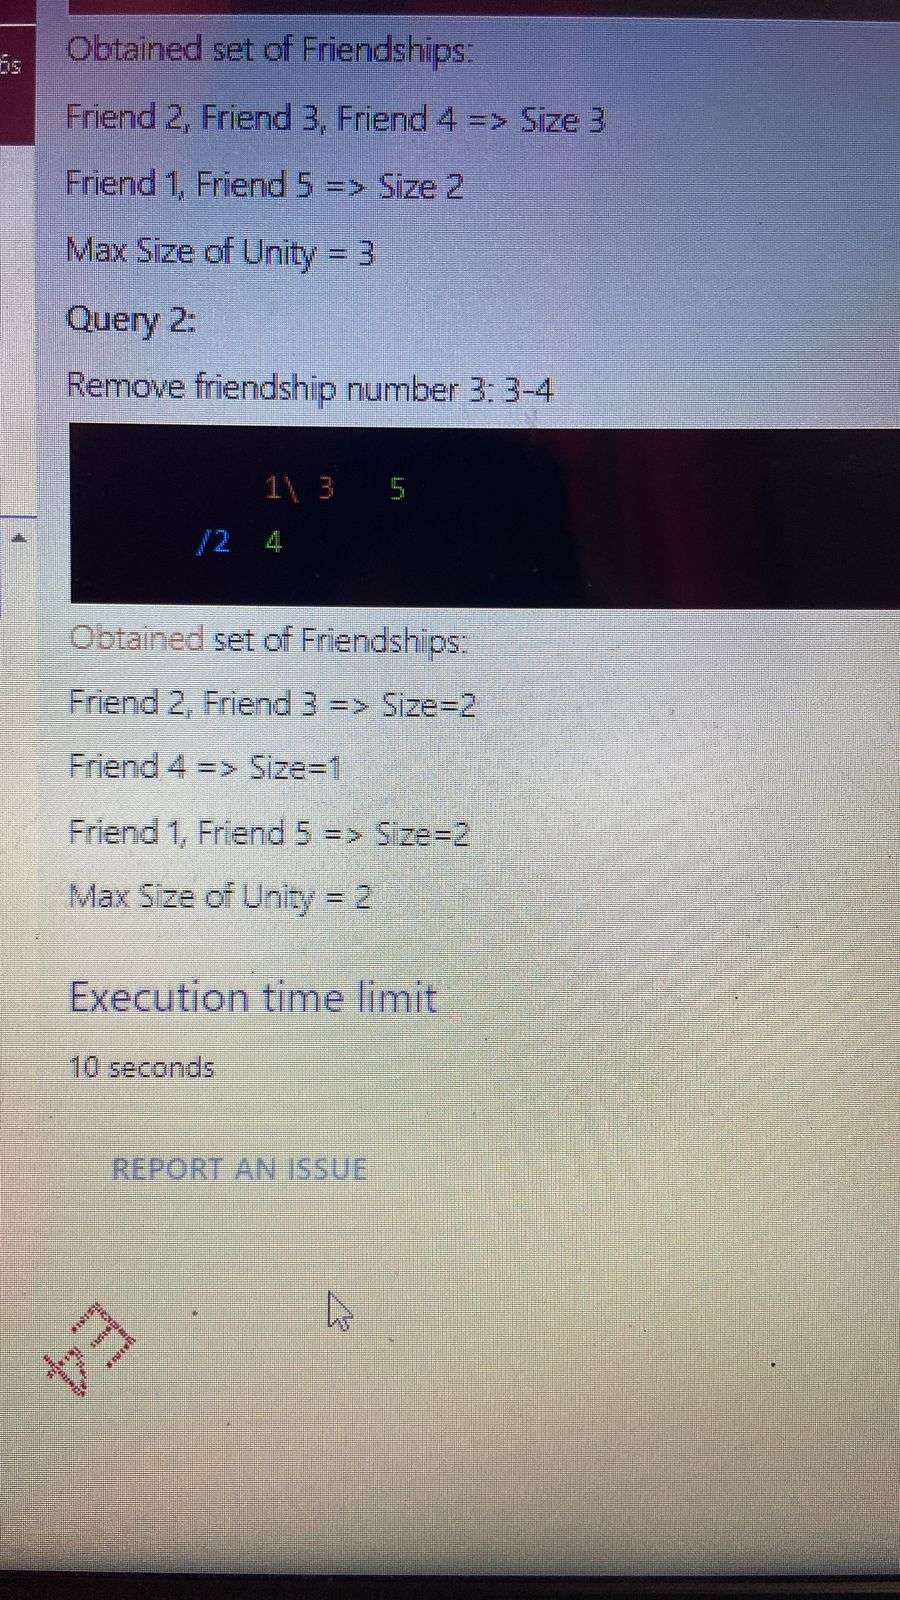 Obtained set of Friendships:
Friend 2, Friend 3, Friend 4 => Size 3
Friend 1, Friend 5 => Size 2
Max Size of Unity = 3
Query 2:
Remove friendship number 3: 3-4
1\ 3 5
/2 4
Obtained set of Friendships:
Friend 2, Friend 3 => Size=2
Friend 4 => Size=1
Friend 1, Friend 5 => Size=2
Max Size of Unity = 2
Execution time limit
10 seconds
REPORT AN ISSUE